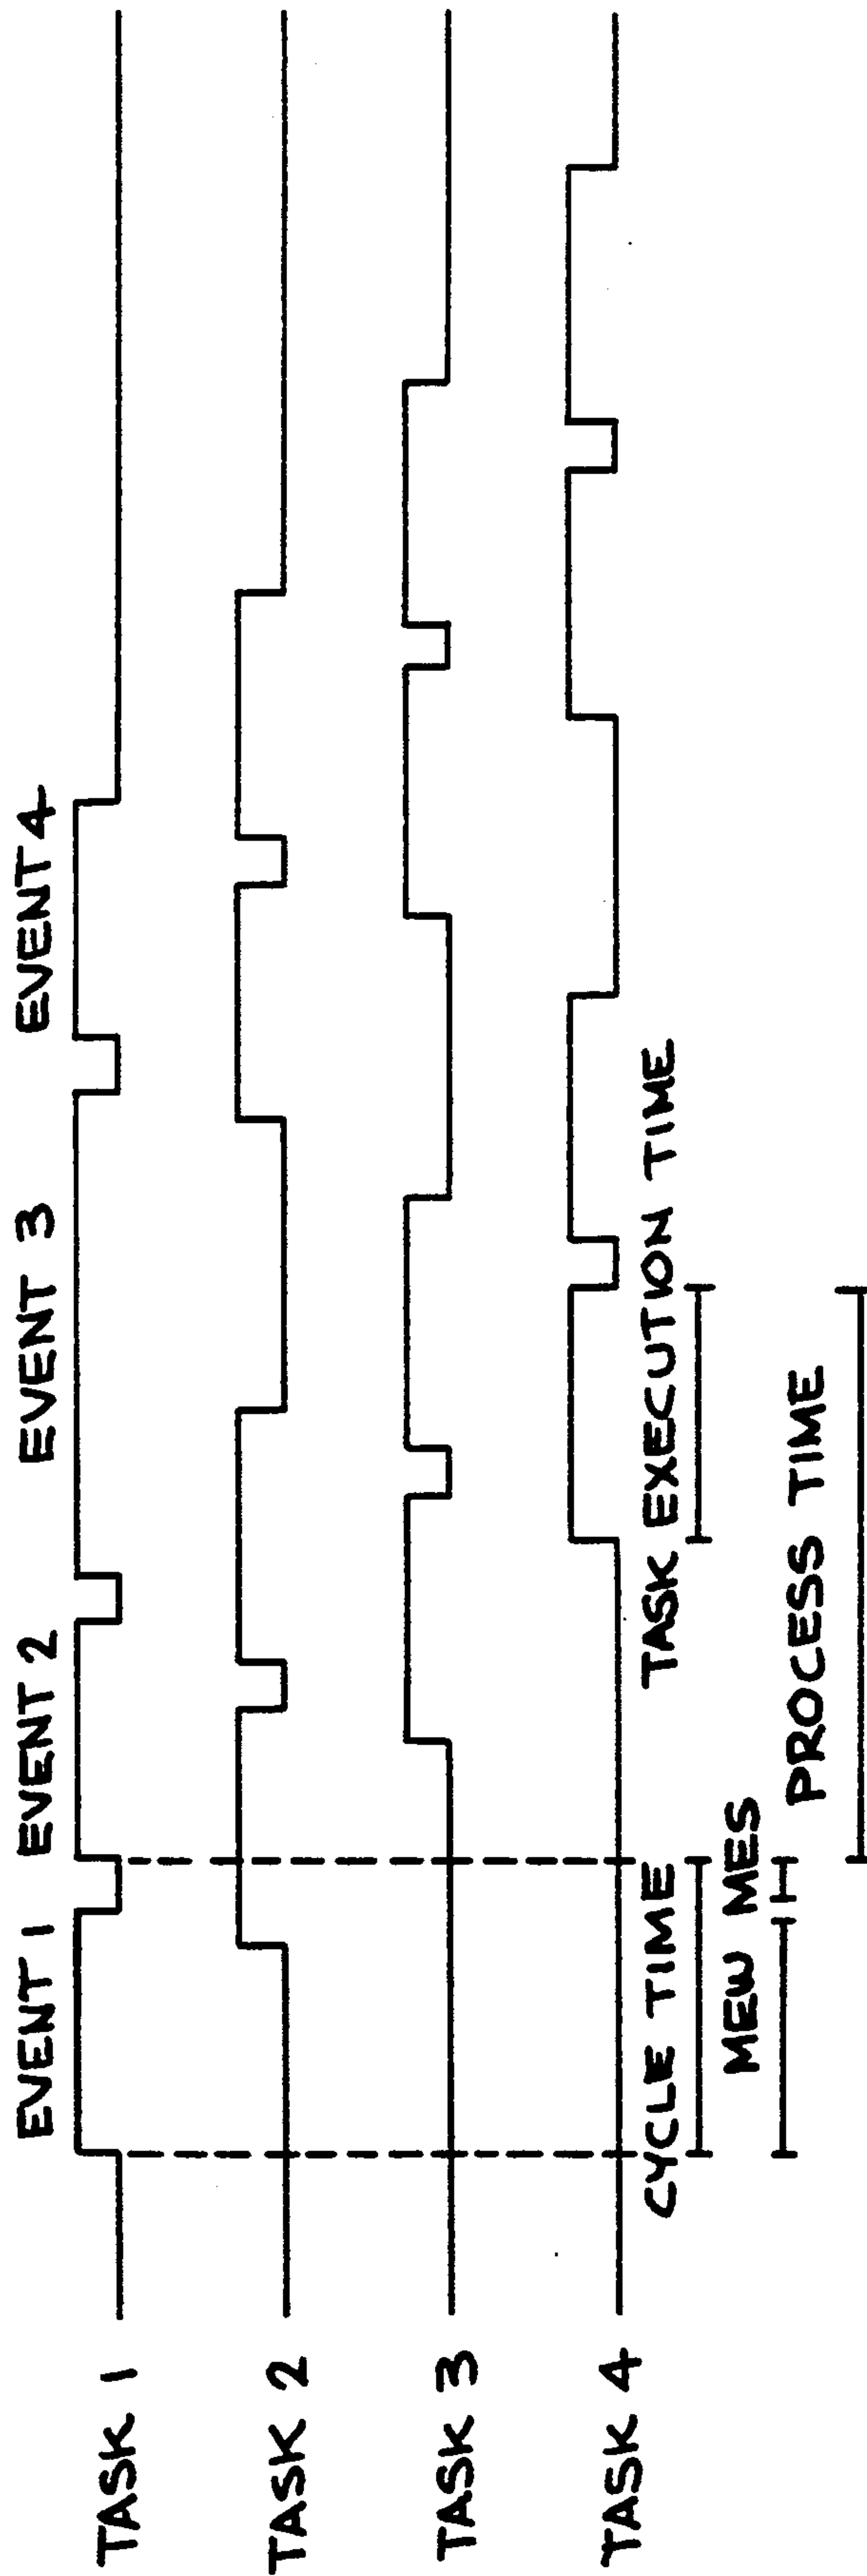 EVENT 1 EVENT 2 EVENT 3 EVENT 4
TASK 1
TASK 2
TASK 3
TASK 4
CYCLE TIME TASK EXECUTION TIME
MEW MES
PROCESS TIME